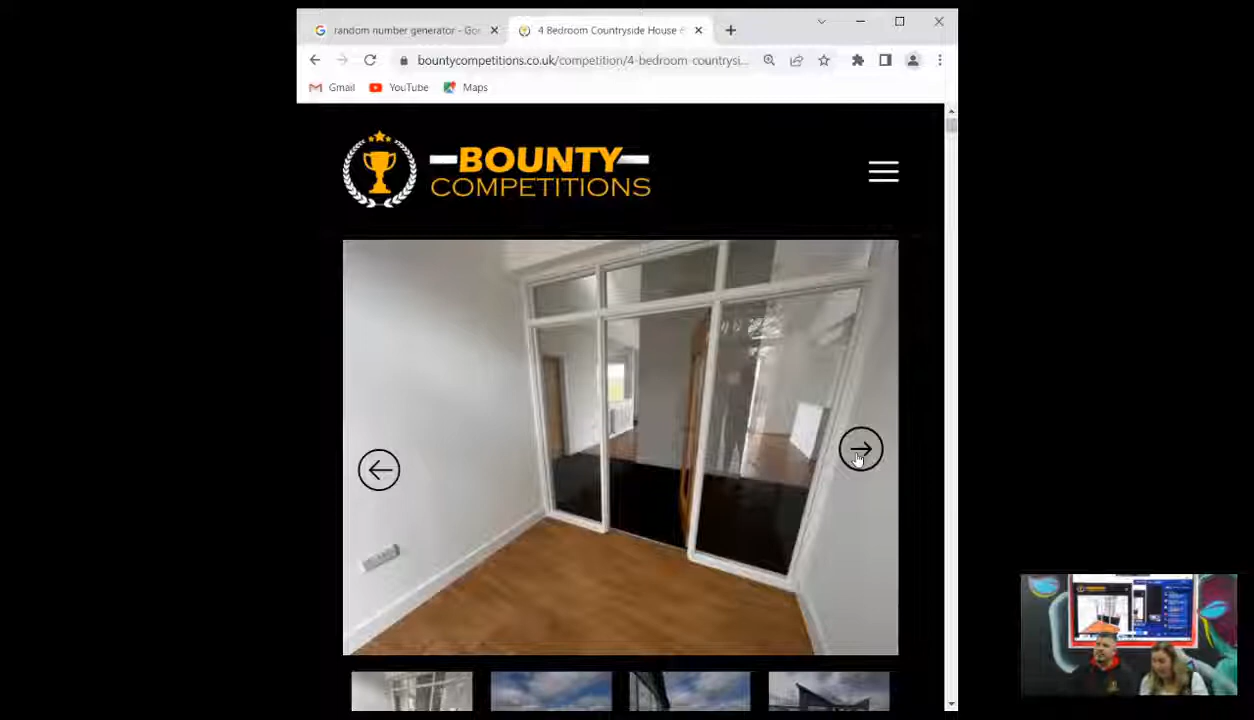 random number generator - Goo
4 Bedroom Countryside House &
bountycompetitions.co.uk/competition/4-bedroom-countrysi...
Gmail
YouTube
Maps
BOUNTY
COMPETITIONS